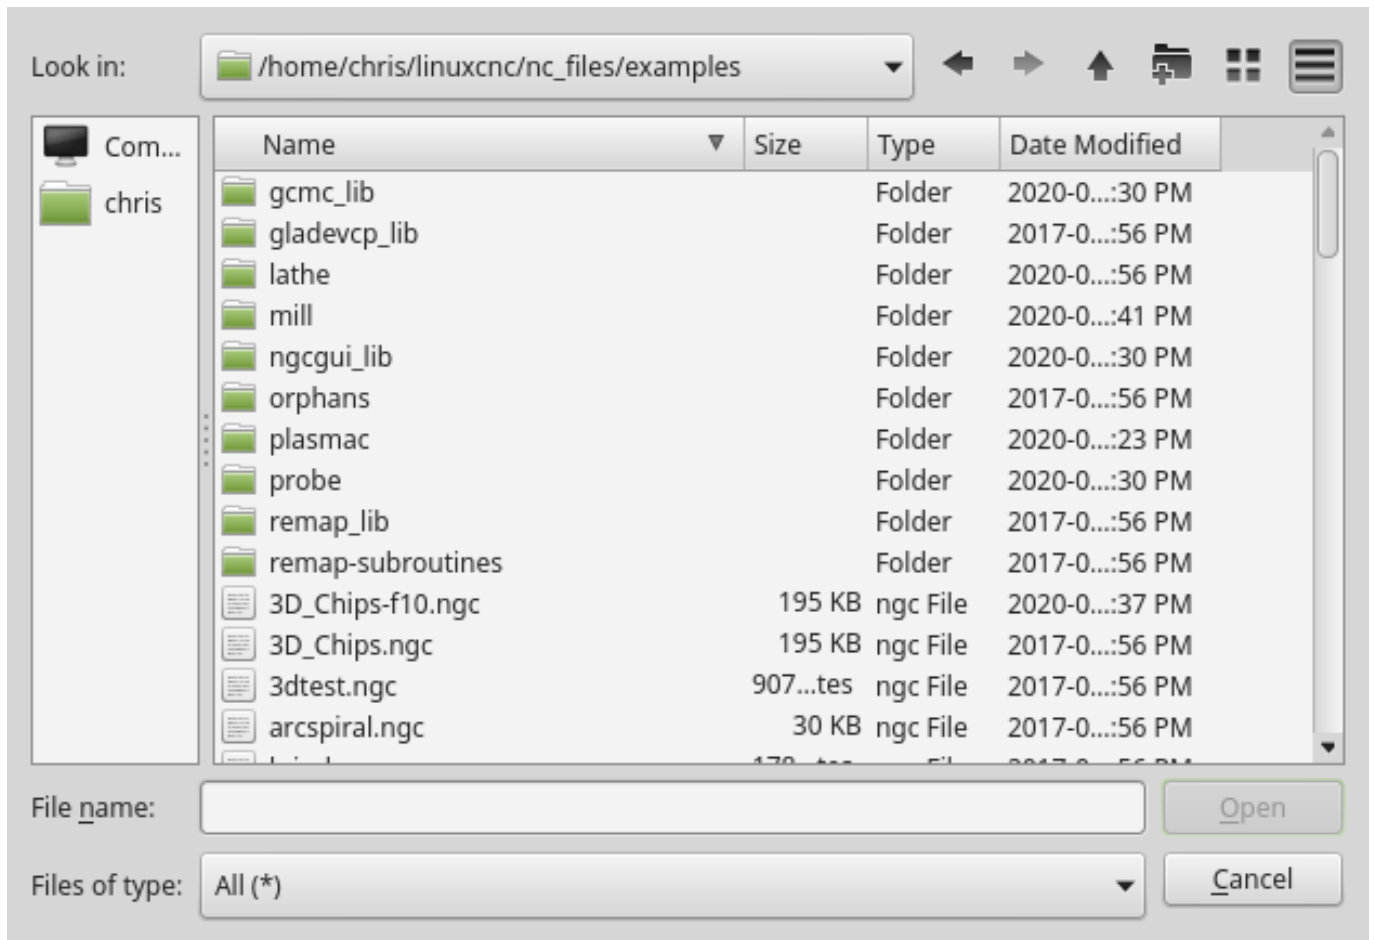 Look in: /home/chris/linuxcnc/nc_files/examples
Com...
chris
Name Size Type Date Modified
gcmc_lib Folder 2020-0...:30 PM
gladevcp_lib Folder 2017-0...:56 PM
lathe Folder 2020-0...:56 PM
mill Folder 2020-0...:41 PM
ngcgui_lib Folder 2020-0...:30 PM
orphans Folder 2017-0...:56 PM
plasmac Folder 2020-0...:23 PM
probe Folder 2020-0...:30 PM
remap_lib Folder 2017-0...:56 PM
remap-subroutines Folder 2017-0...:56 PM
3D_Chips-f10.ngc 195 KB ngc File 2020-0...:37 PM
3D_Chips.ngc 195 KB ngc File 2017-0...:56 PM
3dtest.ngc 907...tes ngc File 2017-0...:56 PM
arcspiral.ngc 30 KB ngc File 2017-0...:56 PM
File name: Open
Files of type: All (*) Cancel